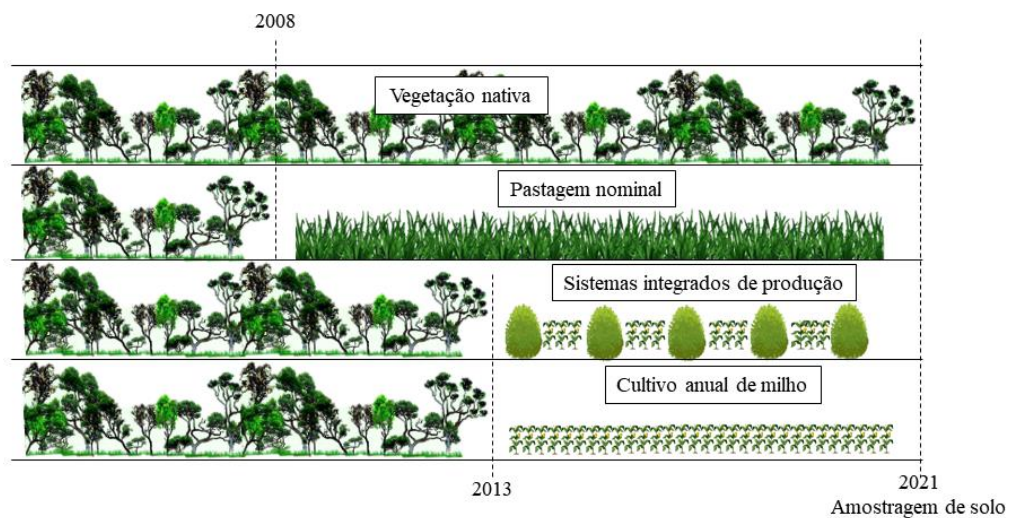 2008
Vegetação nativa
Pastagem nominal
Sistemas integrados de produção
Cultivo anual de milho
2013
2021
Amostragem de solo